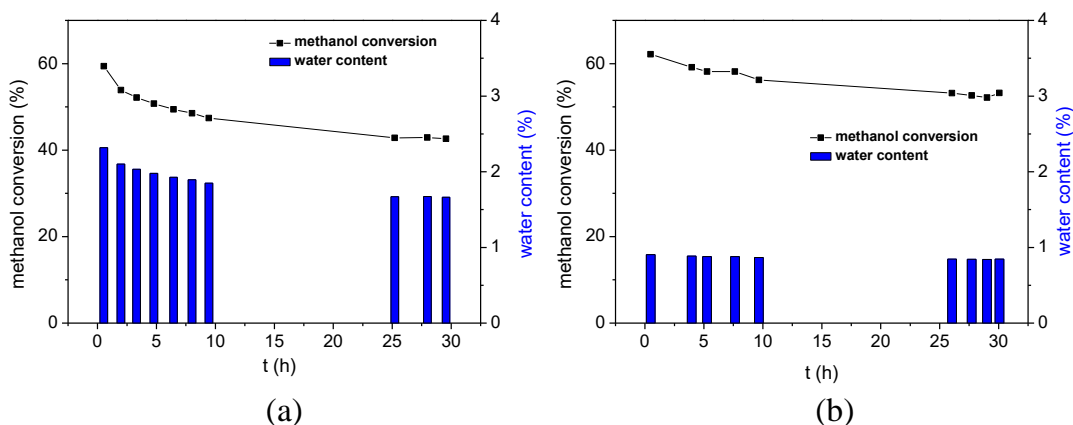 methanol conversion
water content
methanol conversion (%)
60
40
20
0
4
3
2
1
0
water content (%)
0
5
10
15
20
25
30
t (h)
(a)
methanol conversion
water content
methanol conversion (%)
60
40
20
0
4
3
2
1
0
water content (%)
0
5
10
15
20
25
30
t (h)
(b)